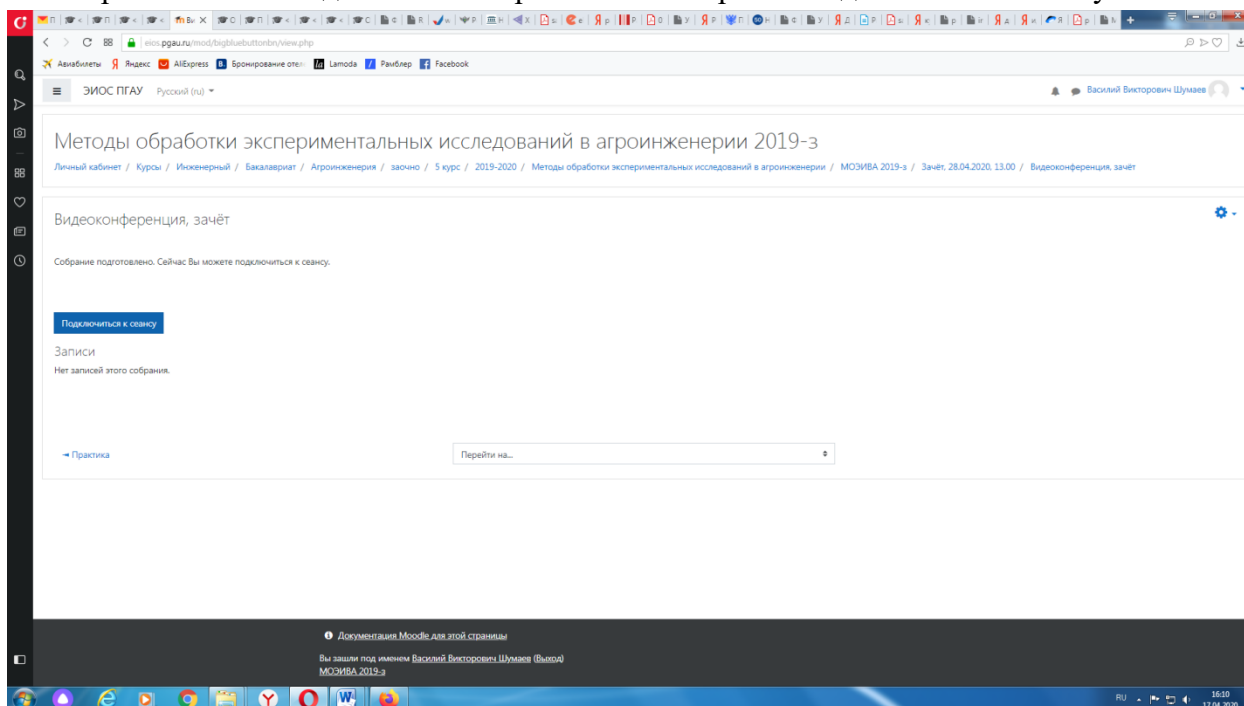 eios.pgau.ru/mod/bigbluebuttonbn/view.php
Авиабилеты Яндекс AliExpress Бронирование отел Lamoda Рамблер Facebook
ЭИОС ПГАУ Русский (ru) Василий Викторович Шумаев
Методы обработки экспериментальных исследований в агроинженерии 2019-з
Личный кабинет / Курсы / Инженерный / Бакалавриат / Агроинженерия / заочно / 5 курс / 2019-2020 / Методы обработки экспериментальных исследований в агроинженерии / МОЭИВА 2019-з / Зачёт, 28.04.2020, 13.00 / Видеоконференция, зачёт
Видеоконференция, зачёт
Собрание подготовлено. Сейчас Вы можете подключиться к сеансу.
Подключиться к сеансу
Записи
Нет записей этого собрания.
◄ Практика Перейти на...
Документация Moodle для этой страницы
Вы зашли под именем Василий Викторович Шумаев (Выход)
МОЭИВА 2019-з
RU 16:10
17.04.2020